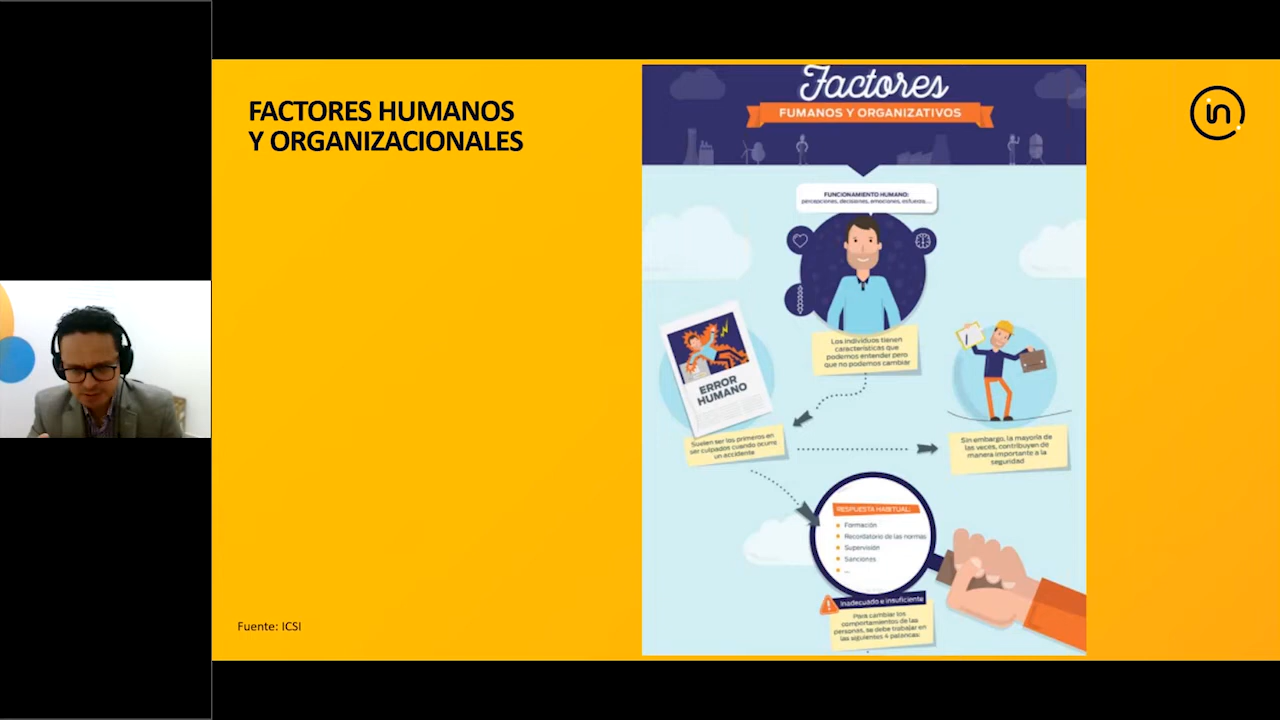 FACTORES HUMANOS
Y ORGANIZACIONALES
Factores
FUMANOS Y ORGANIZATIVOS
FUNCIONAMIENTO HUMANO:
percepciones, decisiones, emociones, esfuerzo, ...
Los individuos tienen
características que
podemos entender pero
que no podemos cambiar
ERROR
HUMANO
Suelen ser los primeros en
ser culpados cuando ocurre
un accidente
Sin embargo, la mayoría de
las veces, contribuyen de
manera importante a la
seguridad
RESPUESTA HABITUAL:
Formación
Recordatorio de las normas
Supervisión
Sanciones
...
Inadecuado e insuficiente
Para cambiar los
comportamientos de las
personas, se debe trabajar en
las siguientes 4 palancas:
Fuente: ICSI
in